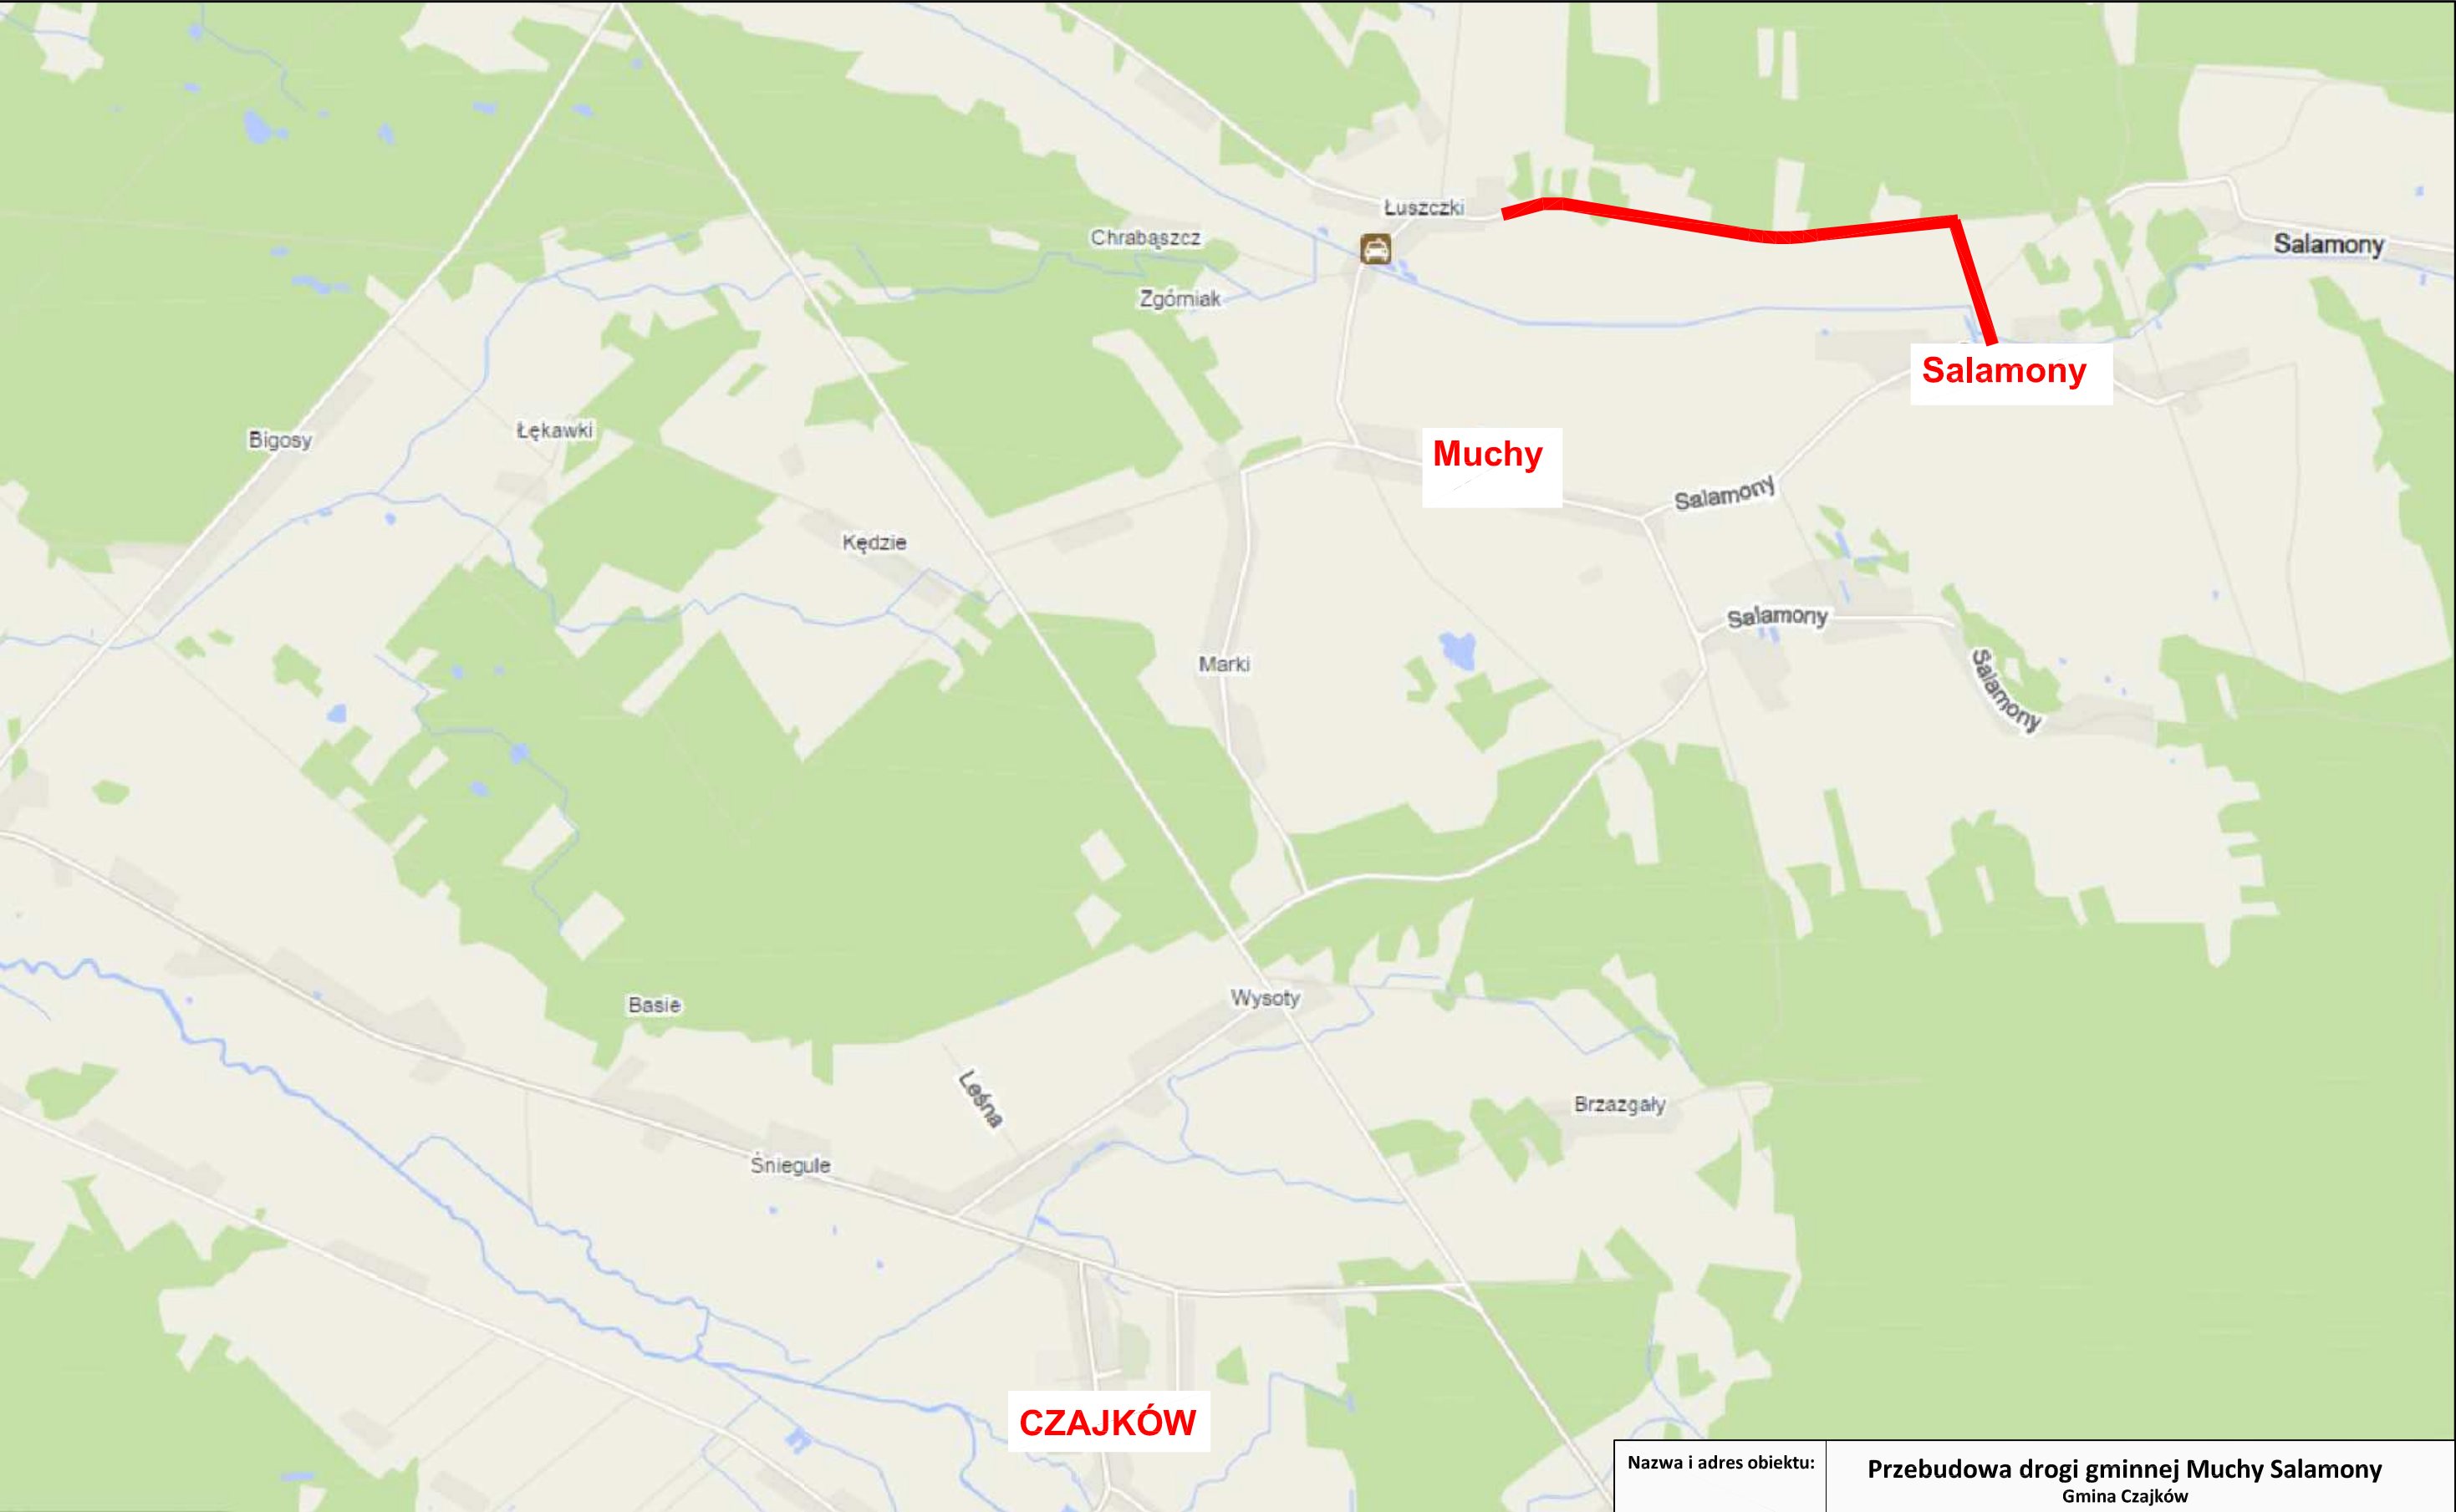 Łuszczki
Chrabąszcz
Salamony
Zgórniak
Salamony
Łękawki
Bigosy
Muchy
Salamony
Kędzie
Salamony
Marki
Salamony
Wysoty
Basie
Leśna
Brzazgały
Śniegule
CZAJKÓW
Nazwa i adres obiektu:
Przebudowa drogi gminnej Muchy Salamony
Gmina Czajków